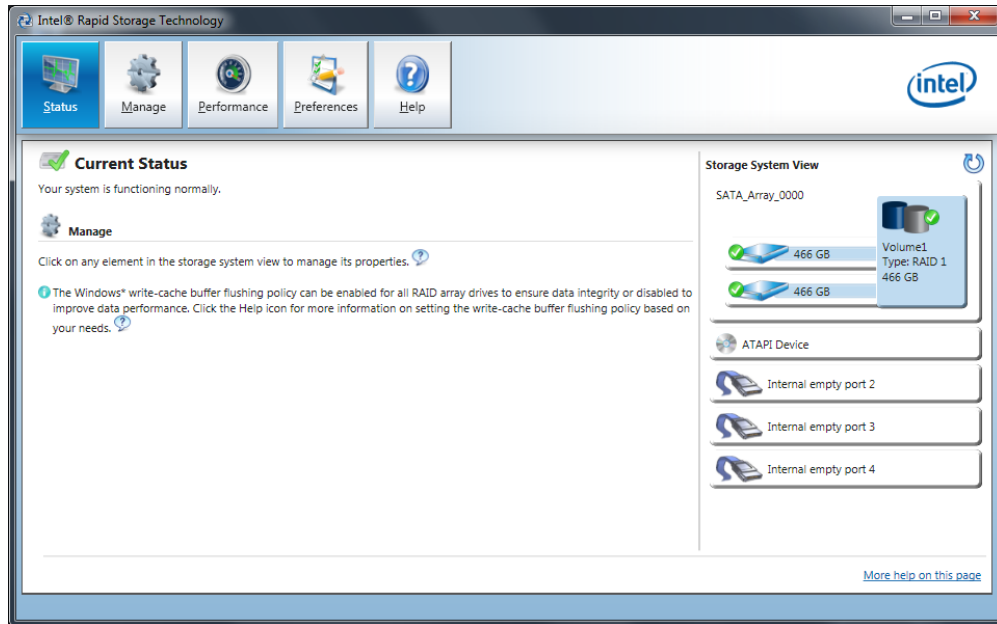 Intel® Rapid Storage Technology
Status
Manage
Performance
Preferences
Help
intel
Current Status
Your system is functioning normally.
Manage
Click on any element in the storage system view to manage its properties.
The Windows* write-cache buffer flushing policy can be enabled for all RAID array drives to ensure data integrity or disabled to
improve data performance. Click the Help icon for more information on setting the write-cache buffer flushing policy based on
your needs.
Storage System View
SATA_Array_0000
466 GB
466 GB
Volume1
Type: RAID 1
466 GB
ATAPI Device
Internal empty port 2
Internal empty port 3
Internal empty port 4
More help on this page